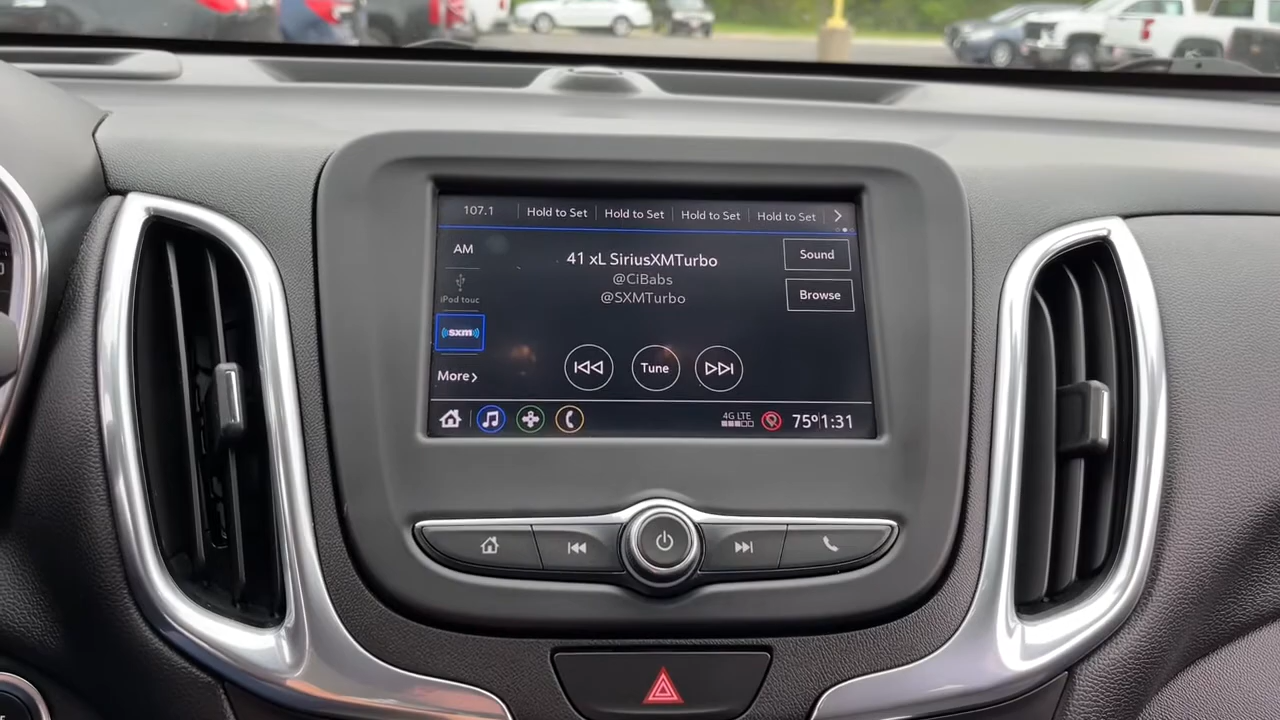 107.1 Hold to Set Hold to Set Hold to Set Hold to Set
AM
41 xL SiriusXMTurbo
Sound
@CiBabs
iPod touc
@SXMTurbo
Browse
sxm
Tune
More
4G LTE
75° 1:31